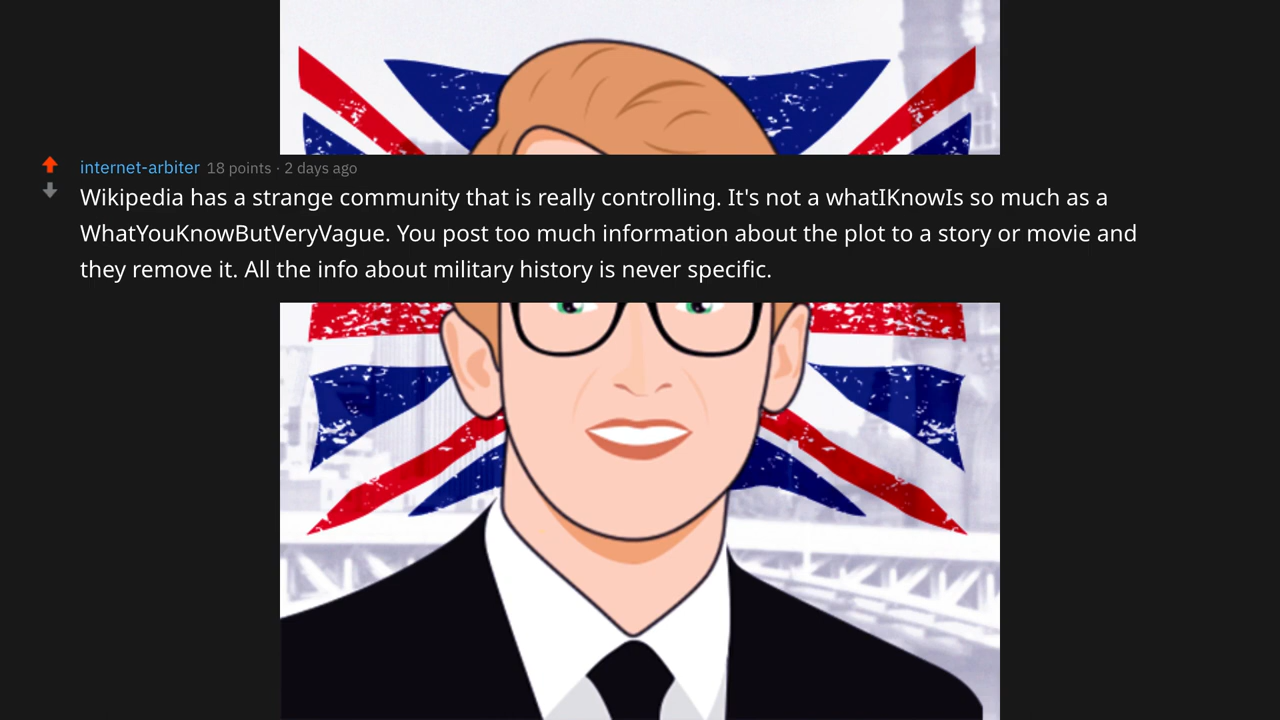 internet-arbiter 18 points · 2 days ago
Wikipedia has a strange community that is really controlling. It's not a whatIKnowIs so much as a
WhatYouKnowButVeryVague. You post too much information about the plot to a story or movie and
they remove it. All the info about military history is never specific.